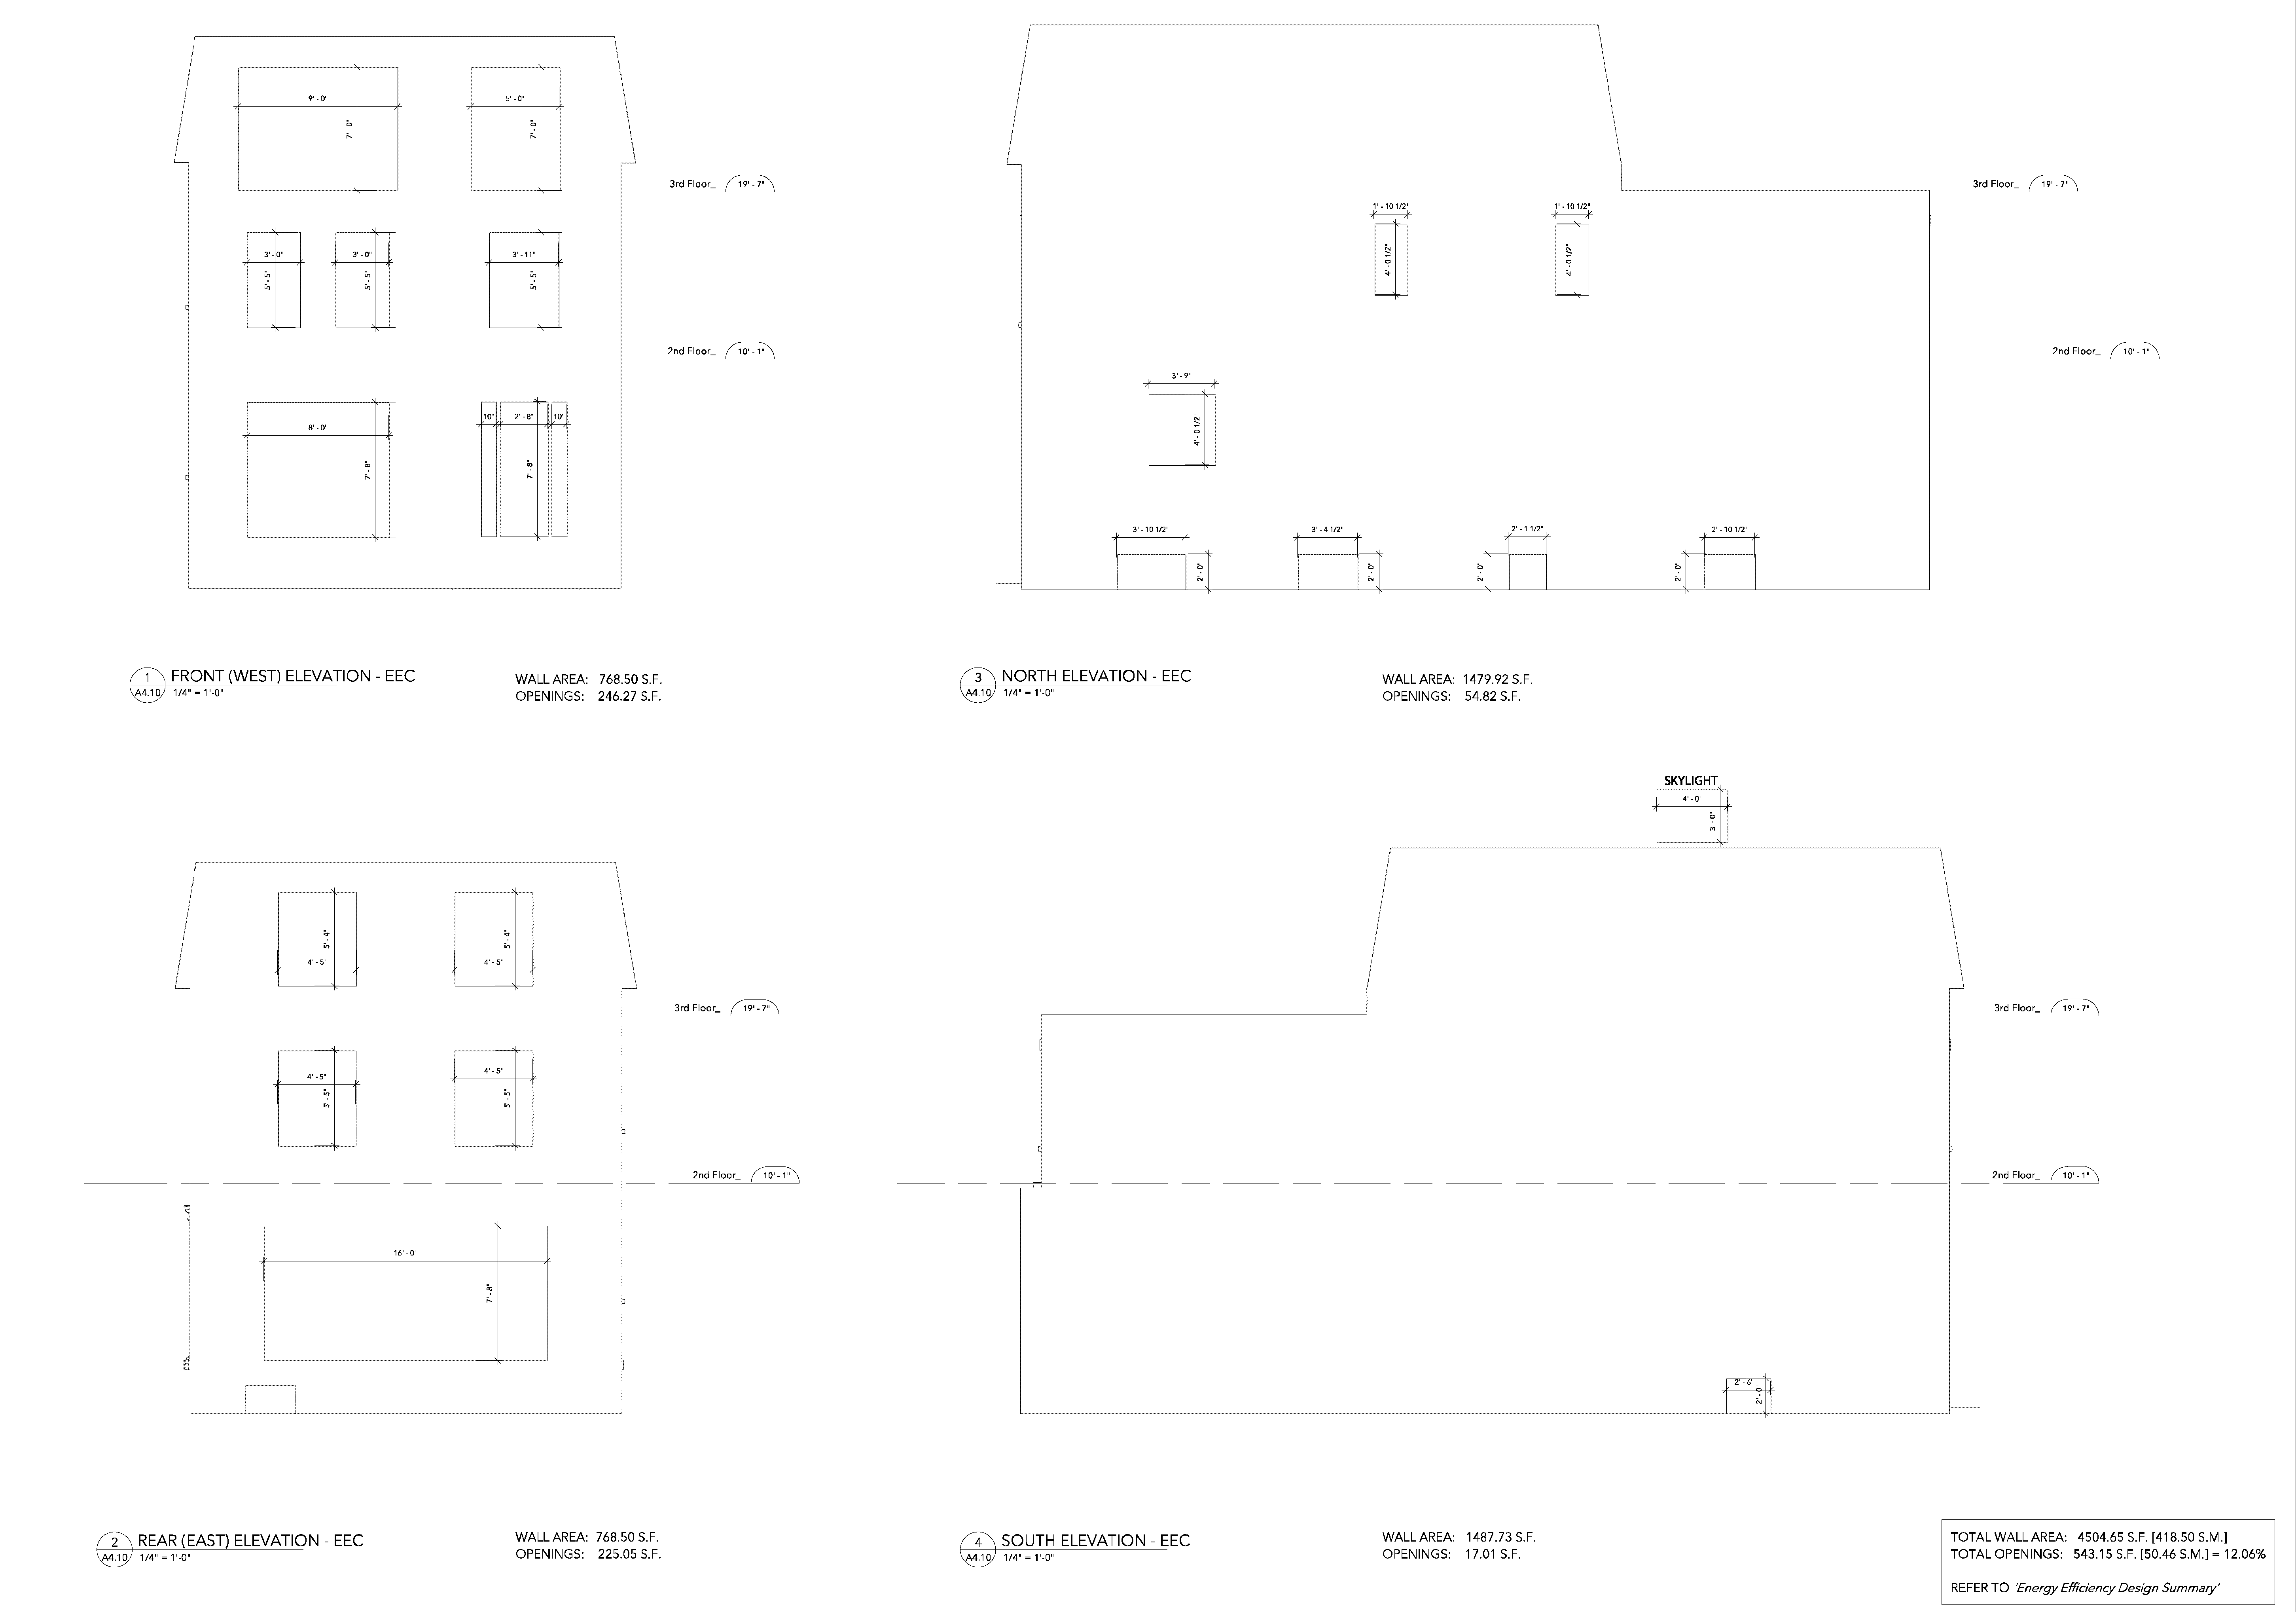 9' - 0"
5' - 0"
7' - 0"
7' - 0"
3rd Floor_ 19' - 7"
3' - 0"
3' - 0"
3' - 11"
5' - 5"
5' - 5"
5' - 5"
2nd Floor_ 10' - 1"
8' - 0"
10" 2' - 8" 10"
7' - 8"
7' - 8"
1
A4.10
FRONT (WEST) ELEVATION - EEC
1/4" = 1'-0"
WALL AREA: 768.50 S.F.
OPENINGS: 246.27 S.F.
3rd Floor_ 19' - 7"
1' - 10 1/2"
1' - 10 1/2"
4' - 0 1/2"
4' - 0 1/2"
2nd Floor_ 10' - 1"
3' - 9"
4' - 0 1/2"
3' - 10 1/2"
3' - 4 1/2"
2' - 1 1/2"
2' - 10 1/2"
2' - 0"
2' - 0"
2' - 0"
2' - 0"
3
A4.10
NORTH ELEVATION - EEC
1/4" = 1'-0"
WALL AREA: 1479.92 S.F.
OPENINGS: 54.82 S.F.
5' - 4"
5' - 4"
4' - 5"
4' - 5"
3rd Floor_ 19' - 7"
4' - 5"
4' - 5"
5' - 5"
5' - 5"
2nd Floor_ 10' - 1"
16' - 0"
7' - 8"
2
A4.10
REAR (EAST) ELEVATION - EEC
1/4" = 1'-0"
WALL AREA: 768.50 S.F.
OPENINGS: 225.05 S.F.
SKYLIGHT
4' - 0"
3' - 0"
3rd Floor_ 19' - 7"
2nd Floor_ 10' - 1"
2' - 6"
2' - 0"
4
A4.10
SOUTH ELEVATION - EEC
1/4" = 1'-0"
WALL AREA: 1487.73 S.F.
OPENINGS: 17.01 S.F.
TOTAL WALL AREA: 4504.65 S.F. [418.50 S.M.]
TOTAL OPENINGS: 543.15 S.F. [50.46 S.M.] = 12.06%
REFER TO 'Energy Efficiency Design Summary'